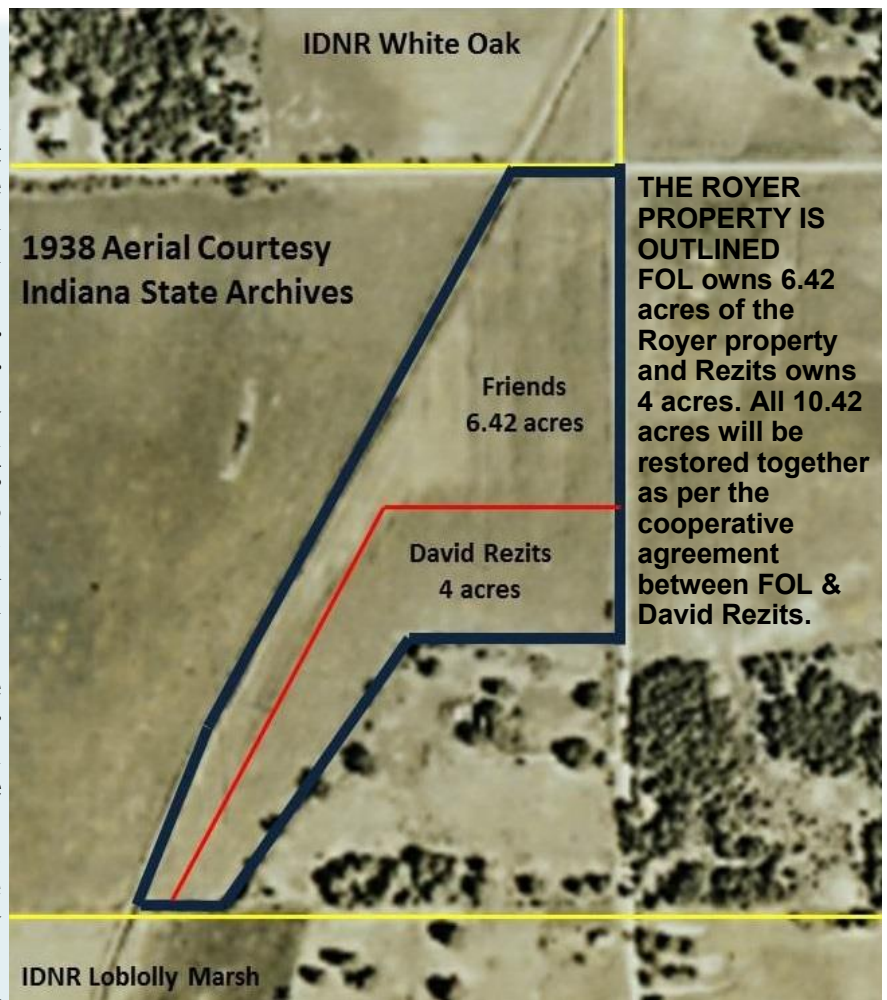 IDNR White Oak
1938 Aerial Courtesy
Indiana State Archives
THE ROYER
PROPERTY IS
OUTLINED
FOL owns 6.42
acres of the
Royer property
and Rezits owns
4 acres. All 10.42
acres will be
restored together
as per the
cooperative
agreement
between FOL &
David Rezits.
Friends
6.42 acres
David Rezits
4 acres
IDNR Loblolly Marsh